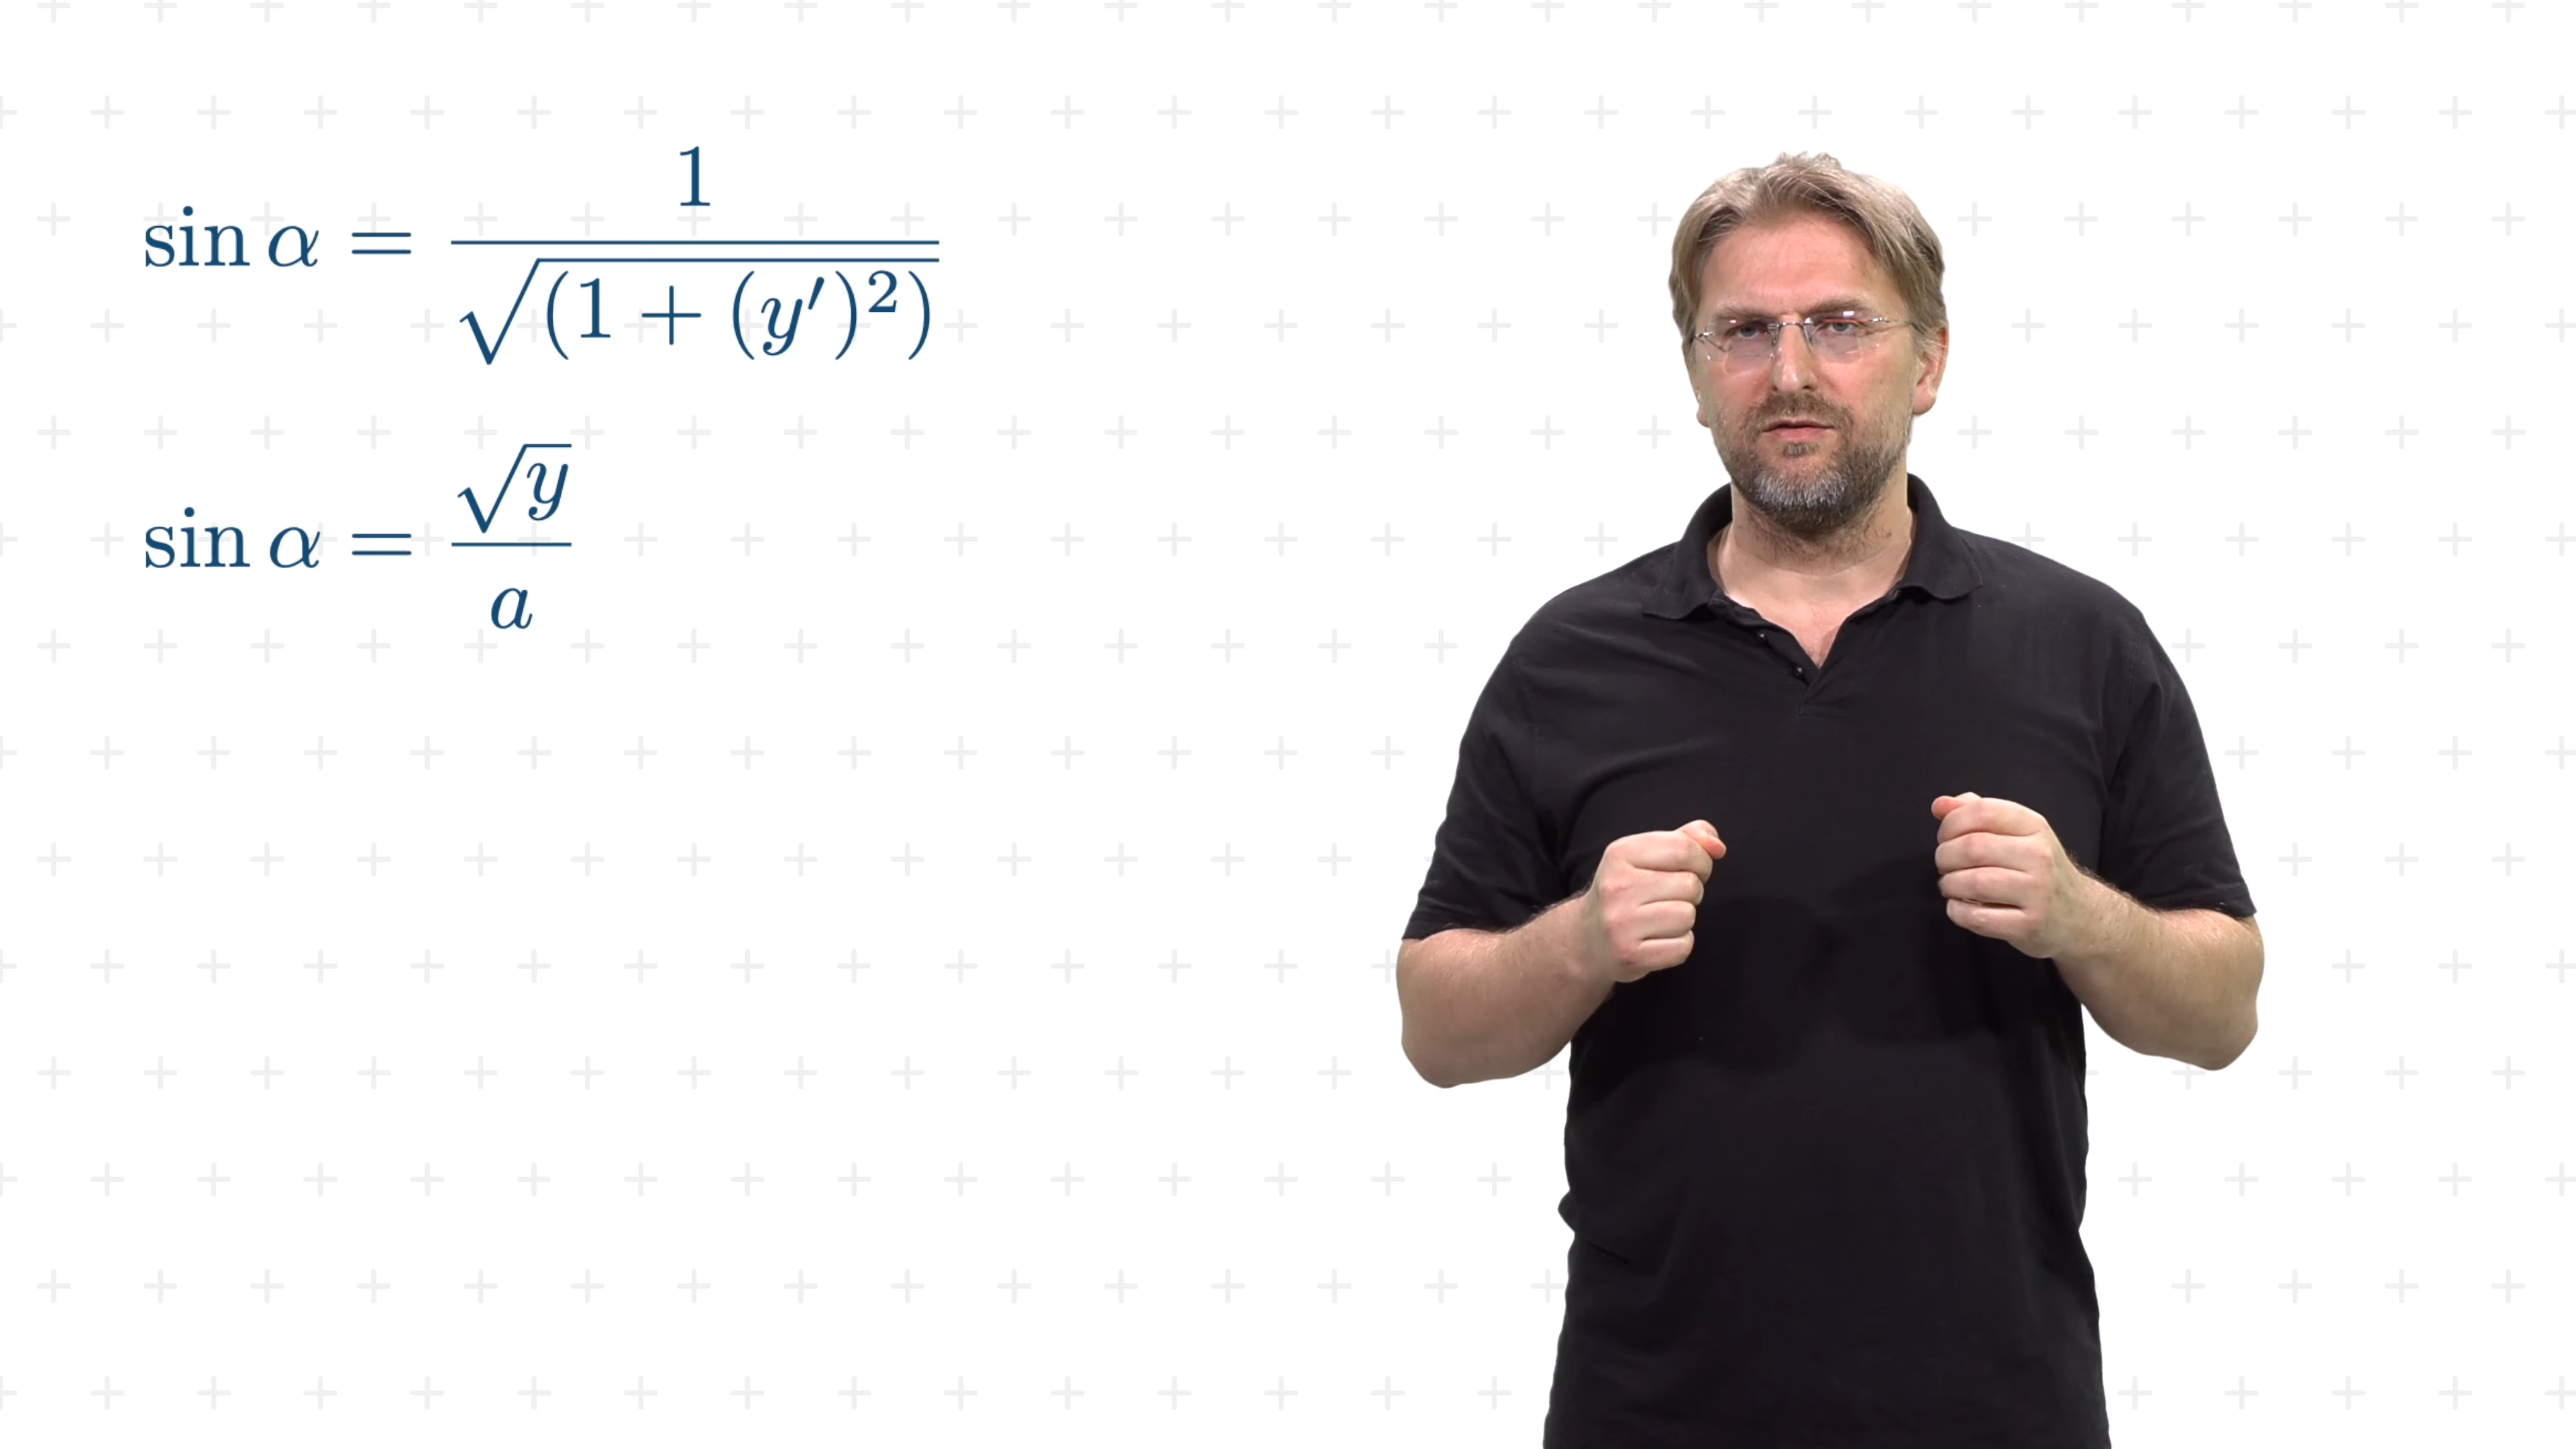 sin α = 1 / √((1 + (y′)²))
sin α = √y / a